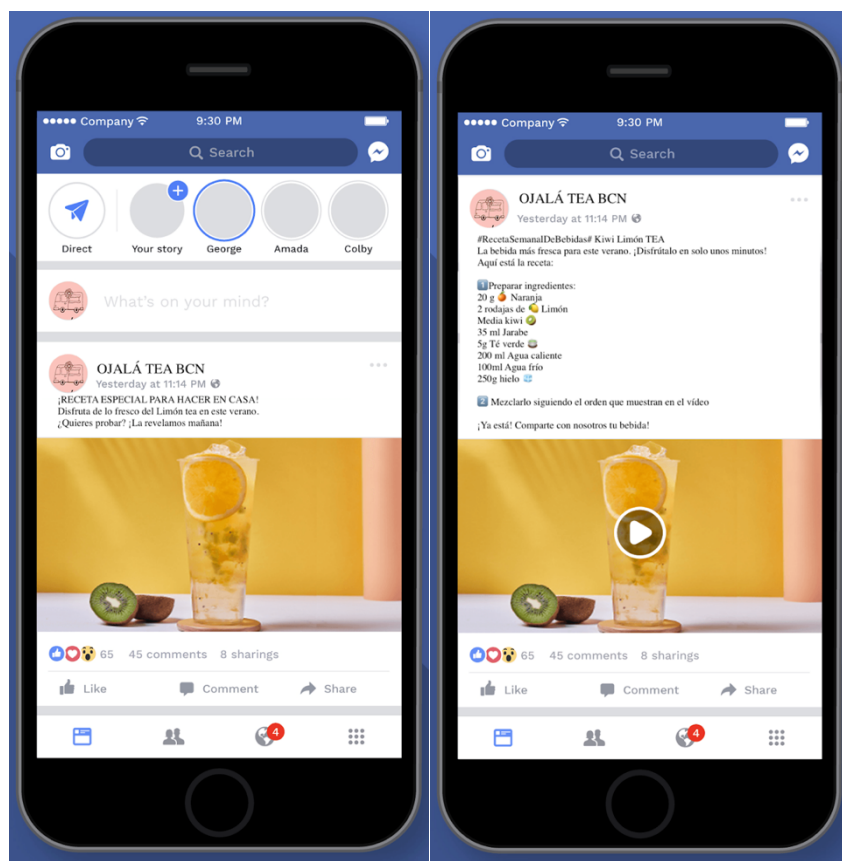 Company
9:30 PM
Search
Direct
Your story
George
Amada
Colby
What's on your mind?
OJALÁ TEA BCN
Yesterday at 11:14 PM
¡RECETA ESPECIAL PARA HACER EN CASA!
Disfruta de lo fresco del Limón tea en este verano.
¿Quieres probar? ¡La revelamos mañana!
65 45 comments 8 sharings
Like Comment Share
4
Company
9:30 PM
Search
OJALÁ TEA BCN
Yesterday at 11:14 PM
#RecetaSemanalDeBebidas# Kiwi Limón TEA
La bebida más fresca para este verano. ¡Disfrútalo en solo unos minutos!
Aquí está la receta:
1️⃣Preparar ingredientes:
20 g 🍊 Naranja
2 rodajas de 🍋 Limón
Media kiwi 🥝
35 ml Jarabe
5g Té verde 🍵
200 ml Agua caliente
100ml Agua frío
250g hielo 🧊
2️⃣ Mezclarlo siguiendo el orden que muestran en el vídeo
¡Ya está! Comparte con nosotros tu bebida!
65 45 comments 8 sharings
Like Comment Share
4